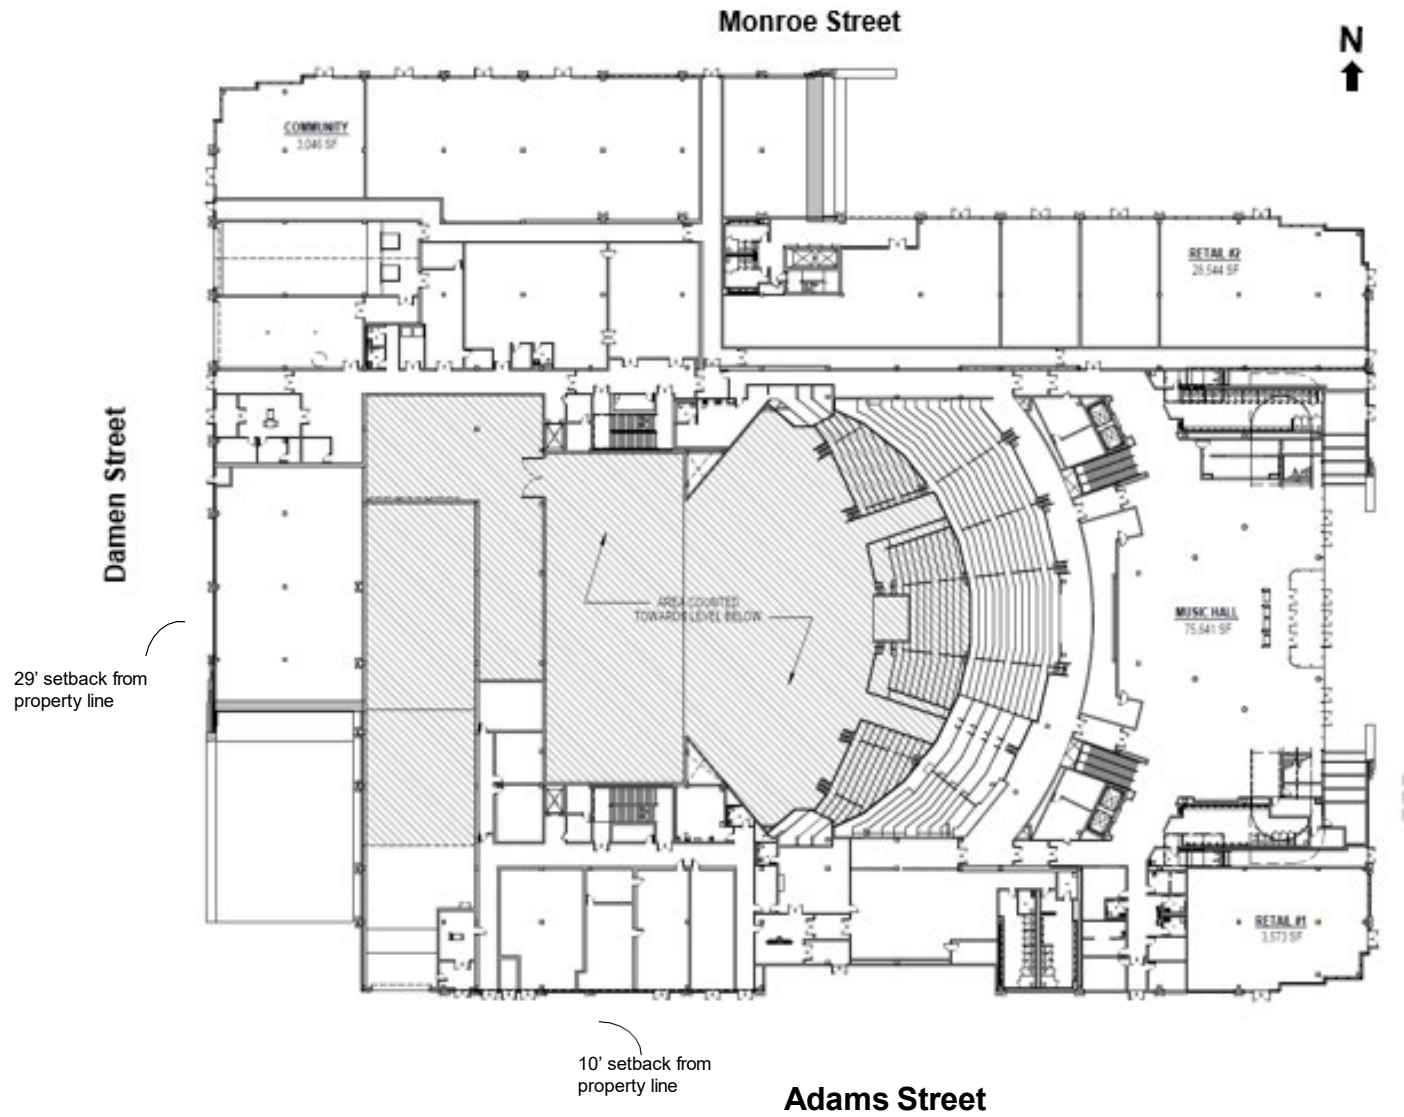 Monroe Street
N
COMMUNITY
3,046 SF
RETAIL #2
28,544 SF
Damen Street
AREA COUNTED
TOWARDS LEVEL BELOW
MUSIC HALL
75,641 SF
29’ setback from
property line
RETAIL #1
3,573 SF
10’ setback from
property line
Adams Street